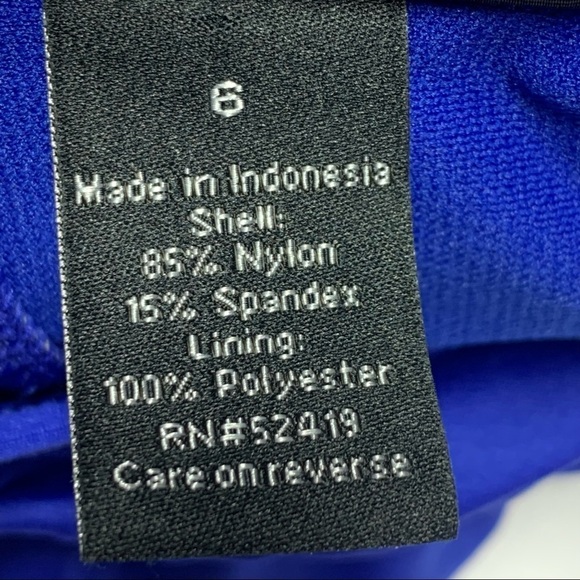 6
Made in Indonesia
Shell:
85% Nylon
15% Spandex
Lining:
100% Polyester
RN#52419
Care on reverse